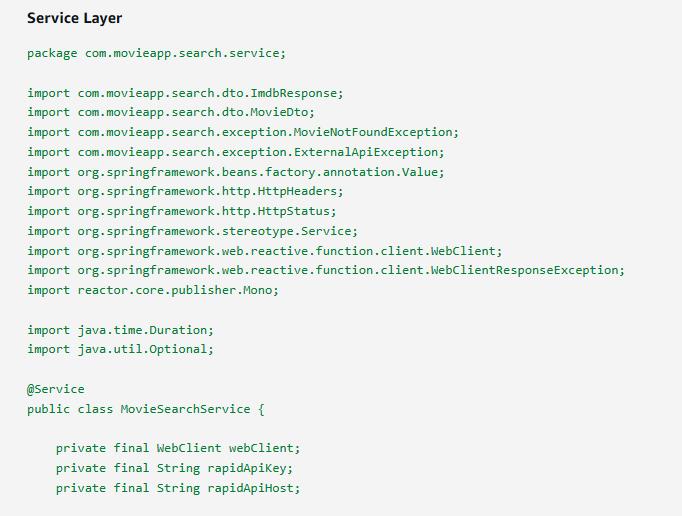 Service Layer
package com.movieapp.search.service;
import com.movieapp.search.dto.ImdbResponse;
import com.movieapp.search.dto.MovieDto;
import com.movieapp.search.exception.MovieNotFoundException;
import com.movieapp.search.exception.ExternalApiException;
import org.springframework.beans.factory.annotation.Value;
import org.springframework.http.HttpHeaders;
import org.springframework.http.HttpStatus;
import org.springframework.stereotype.Service;
import org.springframework.web.reactive.function.client.WebClient;
import org.springframework.web.reactive.function.client.WebClientResponseException;
import reactor.core.publisher.Mono;
import java.time.Duration;
import java.util.Optional;
@Service
public class MovieSearchService {
    private final WebClient webClient;
    private final String rapidApiKey;
    private final String rapidApiHost;